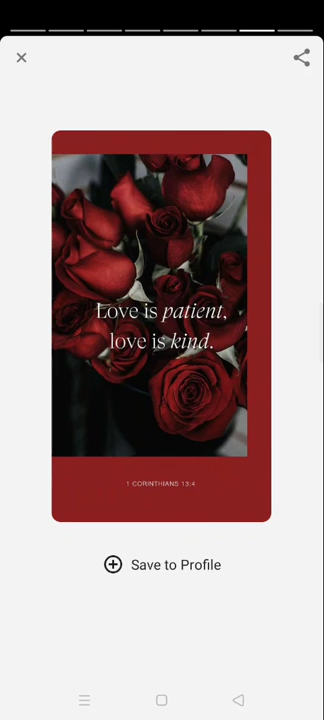 Love is patient,
love is kind.
1 CORINTHIANS 13:4
Save to Profile